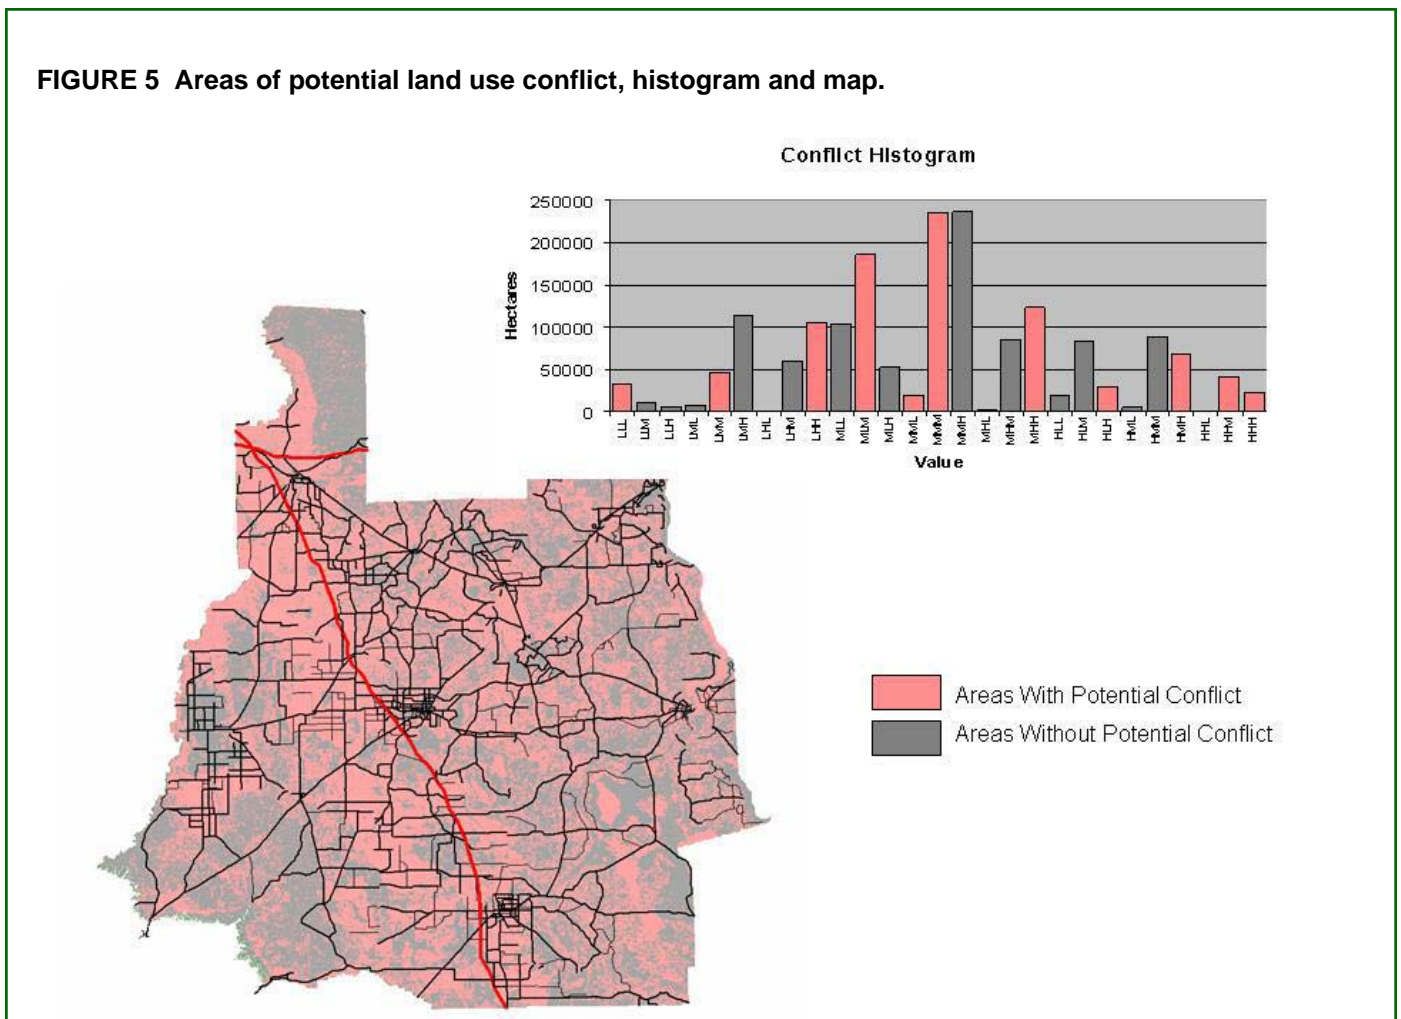 FIGURE 5  Areas of potential land use conflict, histogram and map.
Conflict Histogram
250000
200000
150000
100000
50000
0
Hectares
LLL LLM LLH LML LMM LMH LHL LHM LHH MLL MLM MLH MML MMM MMH MHL MHM MHH HLL HLM HLH HML HMM HMH HHL HHM HHH
Value
Areas With Potential Conflict
Areas Without Potential Conflict